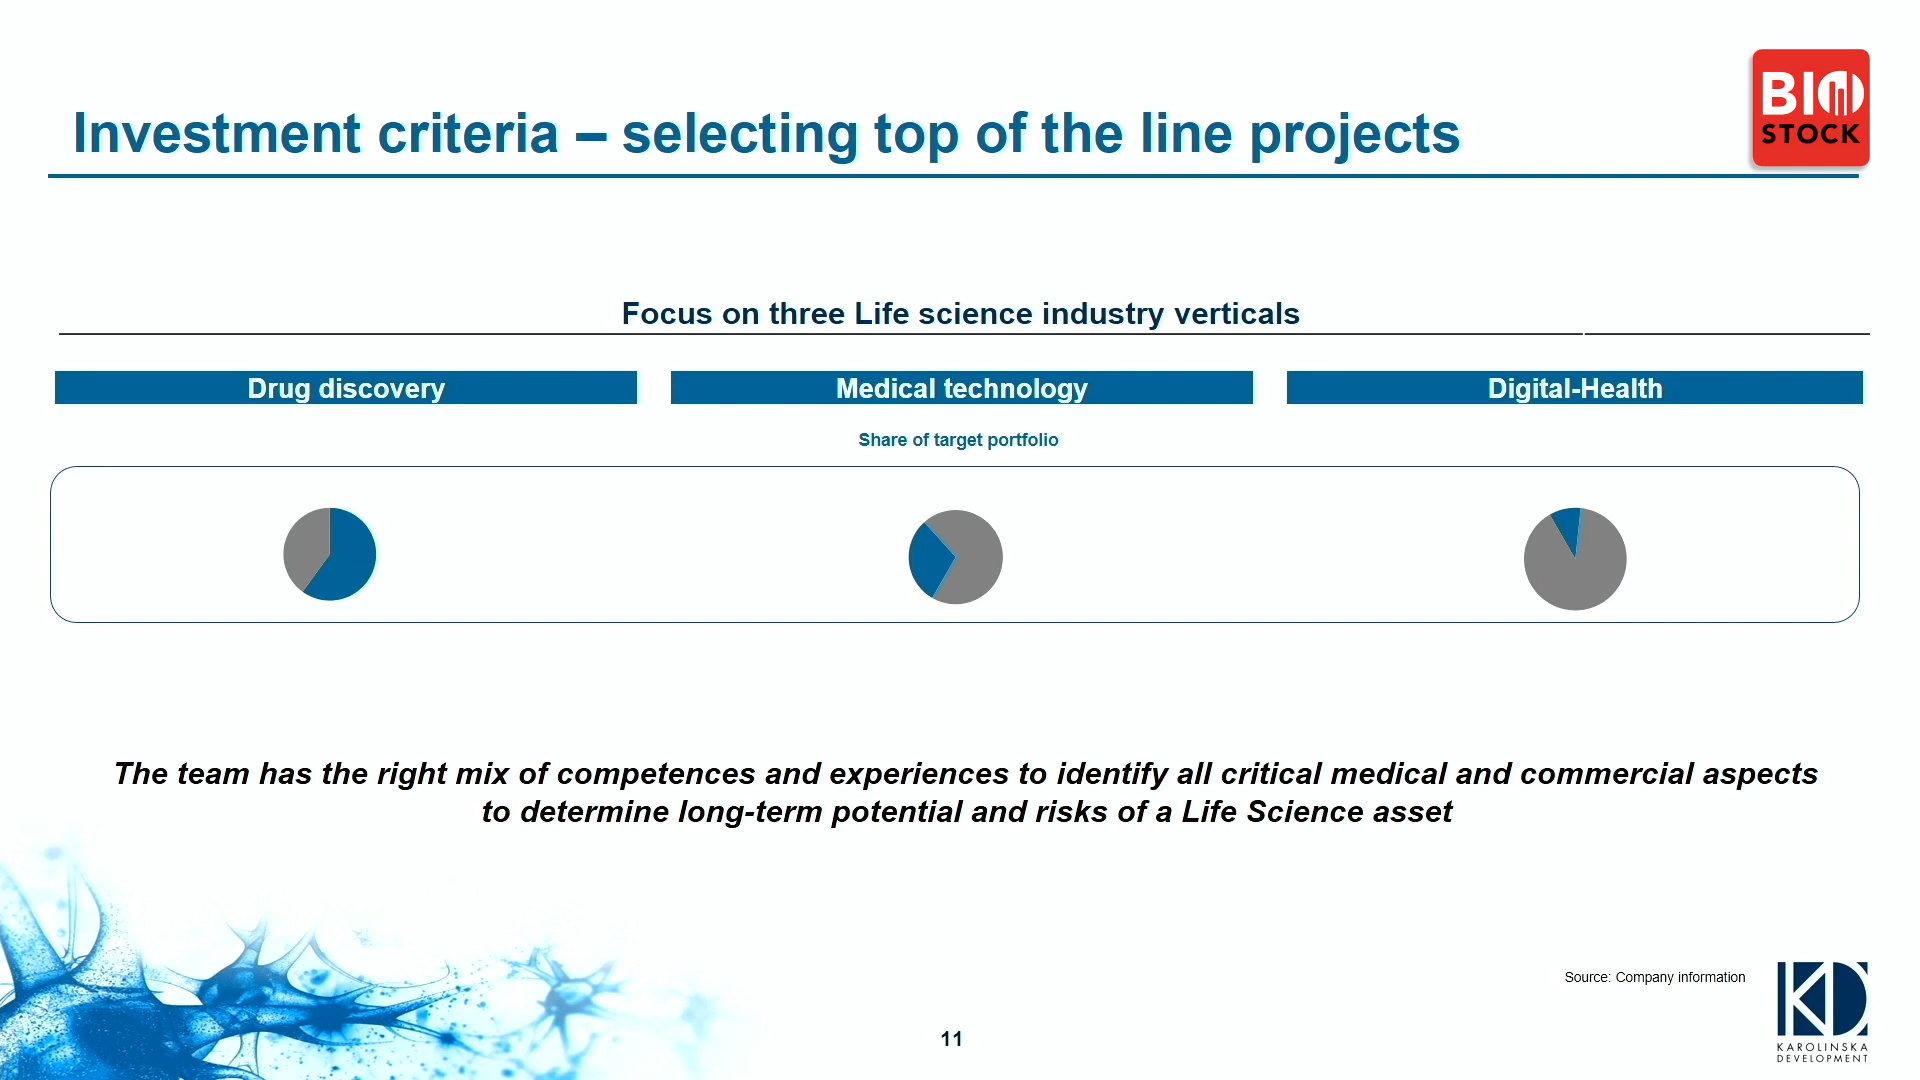 BIO
STOCK
Investment criteria – selecting top of the line projects
Focus on three Life science industry verticals
Drug discovery
Medical technology
Digital-Health
Share of target portfolio
The team has the right mix of competences and experiences to identify all critical medical and commercial aspects
to determine long-term potential and risks of a Life Science asset
Source: Company information
11
KD
KAROLINSKA
DEVELOPMENT